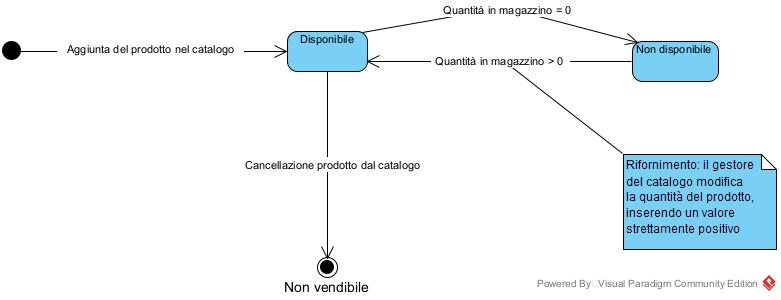 Quantità in magazzino = 0
Aggiunta del prodotto nel catalogo
Disponibile
Non disponibile
Quantità in magazzino > 0
Cancellazione prodotto dal catalogo
Rifornimento: il gestore
del catalogo modifica
la quantità del prodotto,
inserendo un valore
strettamente positivo
Non vendibile
Powered By Visual Paradigm Community Edition